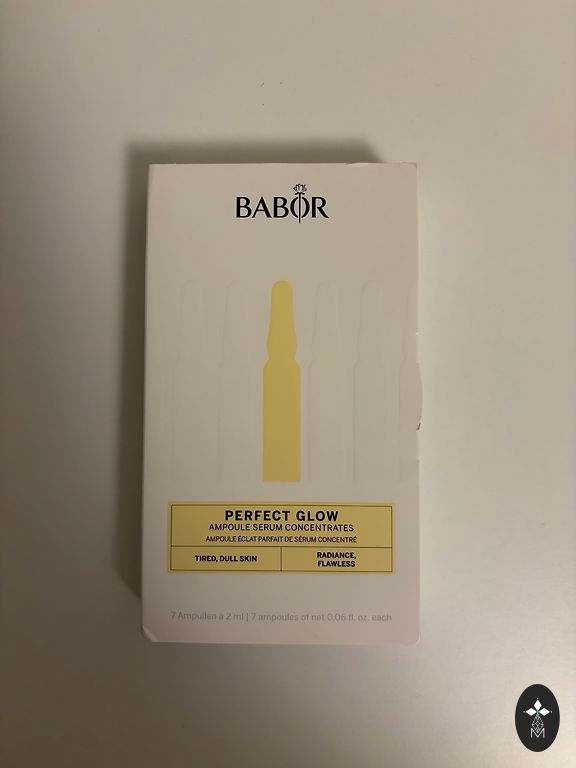 BABOR
PERFECT GLOW
AMPOULE SERUM CONCENTRATES
AMPOULE ÉCLAT PARFAIT DE SÉRUM CONCENTRÉ
TIRED, DULL SKIN
RADIANCE,
FLAWLESS
7 Ampullen à 2 ml | 7 ampoules of net 0.06 fl. oz. each
M